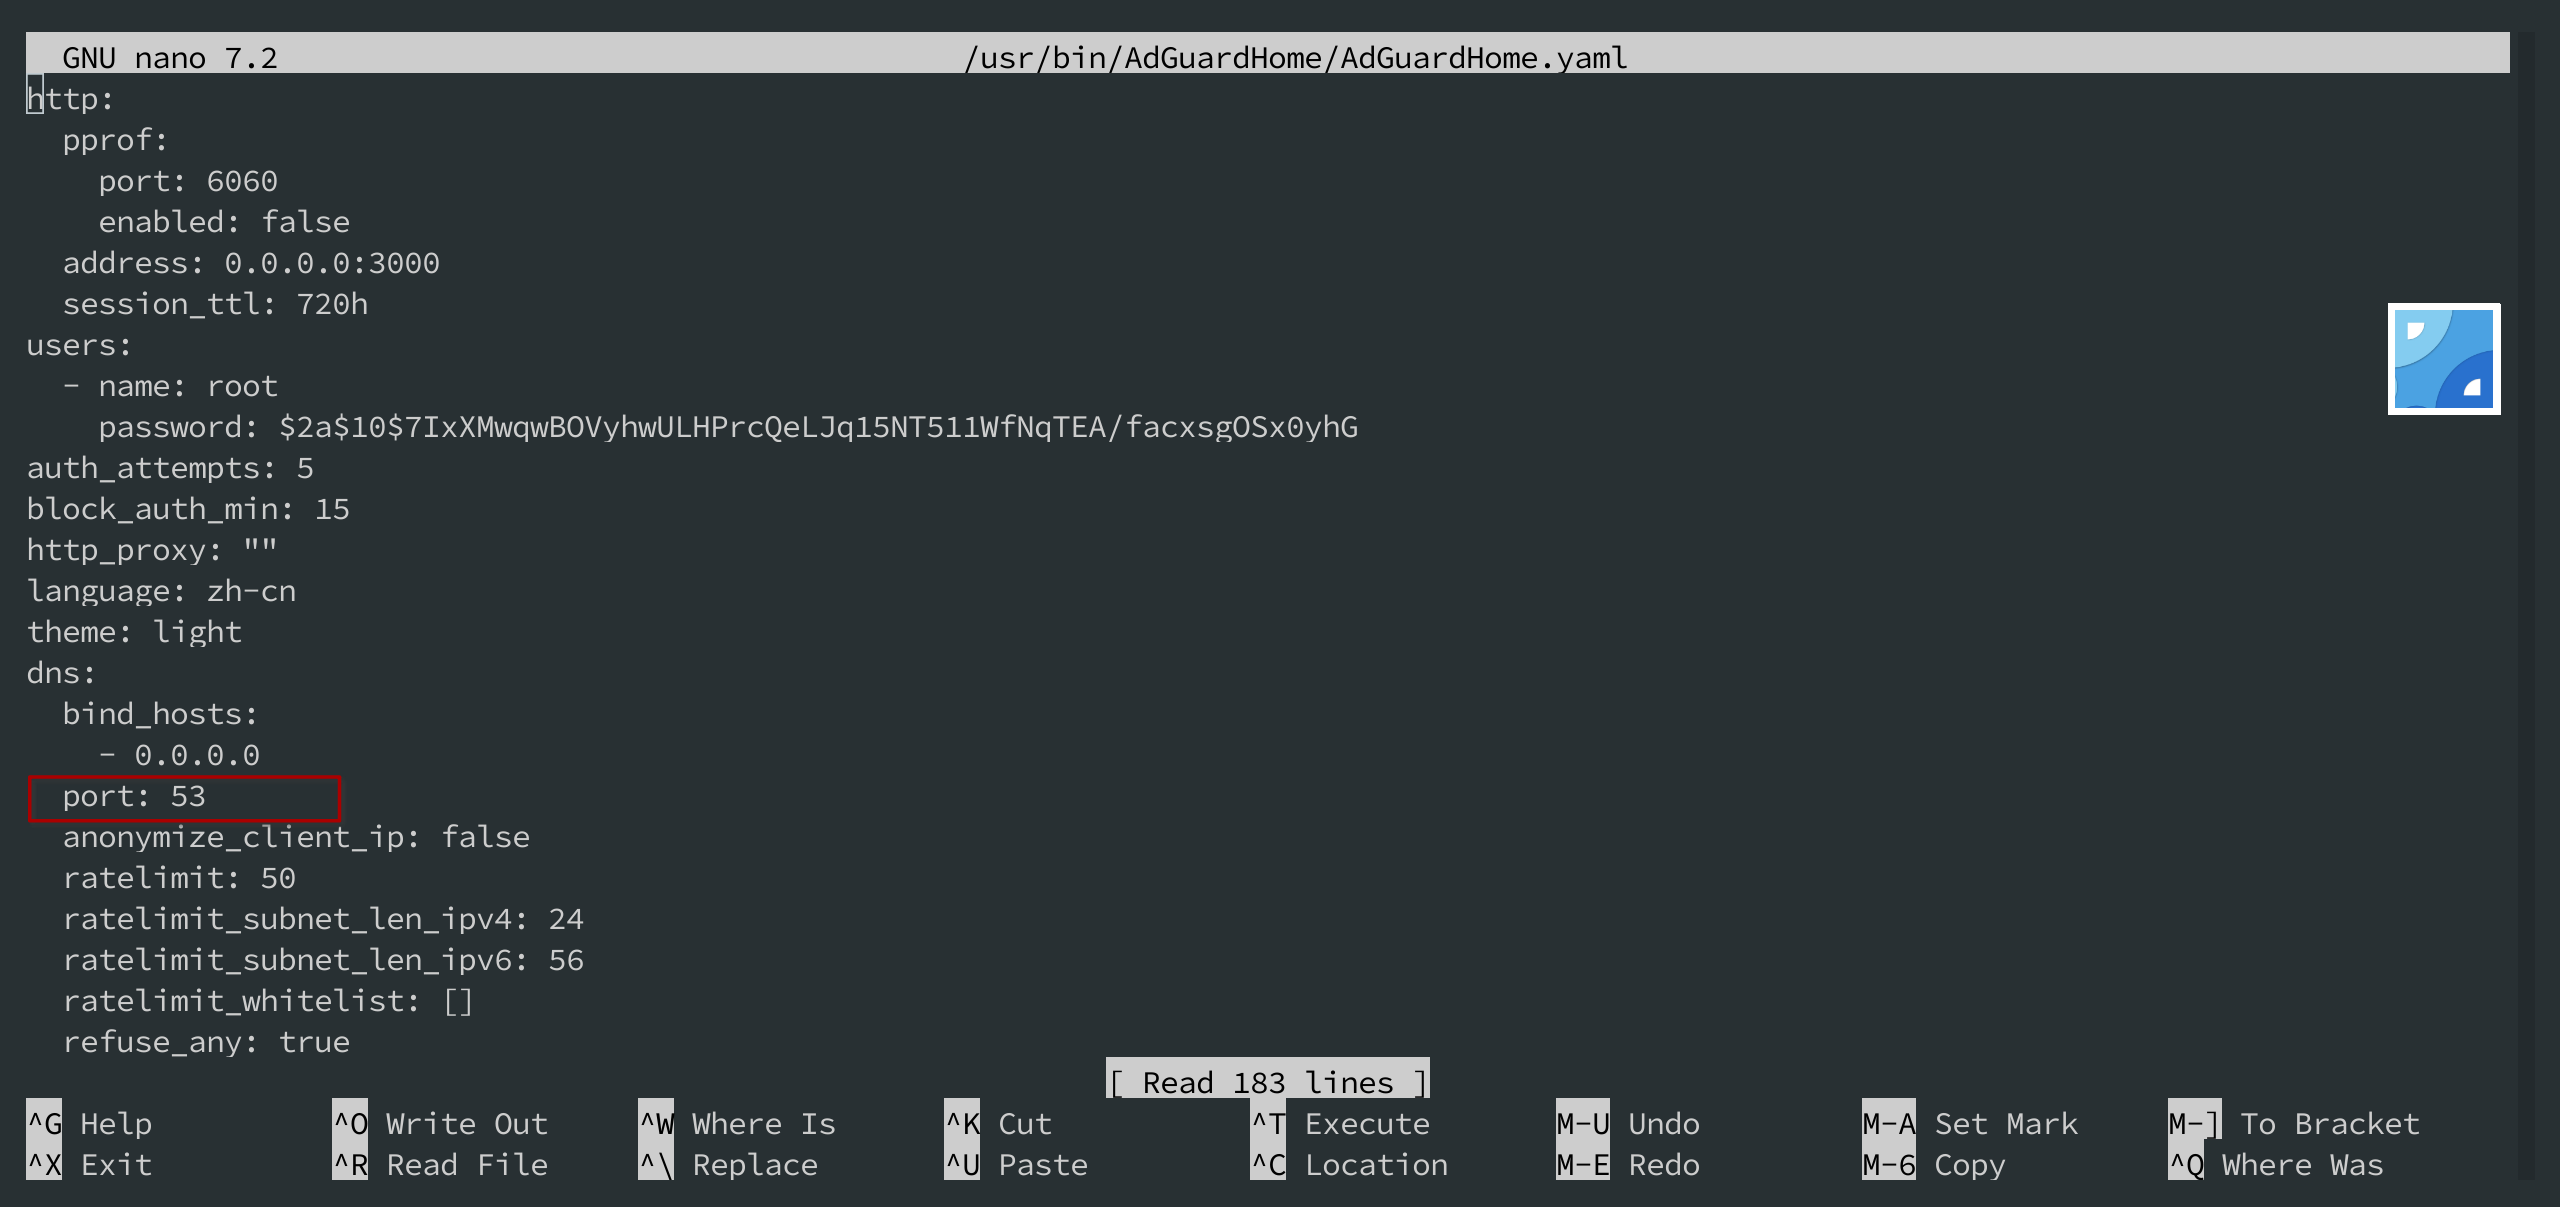 GNU nano 7.2 /usr/bin/AdGuardHome/AdGuardHome.yaml
http:
  pprof:
    port: 6060
    enabled: false
  address: 0.0.0.0:3000
  session_ttl: 720h
users:
  - name: root
    password: $2a$10$7IxXMwqwBOVyhwULHPrcQeLJq15NT511WfNqTEA/facxsgOSx0yhG
auth_attempts: 5
block_auth_min: 15
http_proxy: ""
language: zh-cn
theme: light
dns:
  bind_hosts:
    - 0.0.0.0
  port: 53
  anonymize_client_ip: false
  ratelimit: 50
  ratelimit_subnet_len_ipv4: 24
  ratelimit_subnet_len_ipv6: 56
  ratelimit_whitelist: []
  refuse_any: true
[ Read 183 lines ]
^G Help ^O Write Out ^W Where Is ^K Cut ^T Execute M-U Undo M-A Set Mark M-] To Bracket
^X Exit ^R Read File ^\ Replace ^U Paste ^C Location M-E Redo M-6 Copy ^Q Where Was